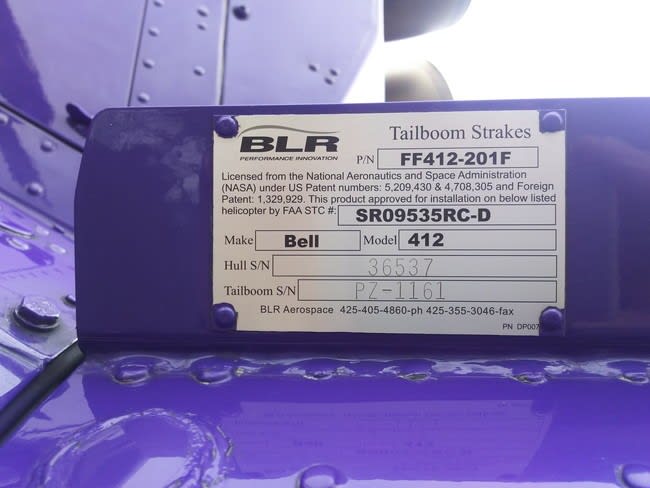 BLR
PERFORMANCE INNOVATION
Tailboom Strakes
P/N FF412-201F
Licensed from the National Aeronautics and Space Administration
(NASA) under US Patent numbers: 5,209,430 & 4,708,305 and Foreign
Patent: 1,329,929. This product approved for installation on below listed
helicopter by FAA STC #: SR09535RC-D
Make Bell Model 412
Hull S/N 36537
Tailboom S/N PZ-1161
BLR Aerospace 425-405-4860-ph 425-355-3046-fax
PN DP007